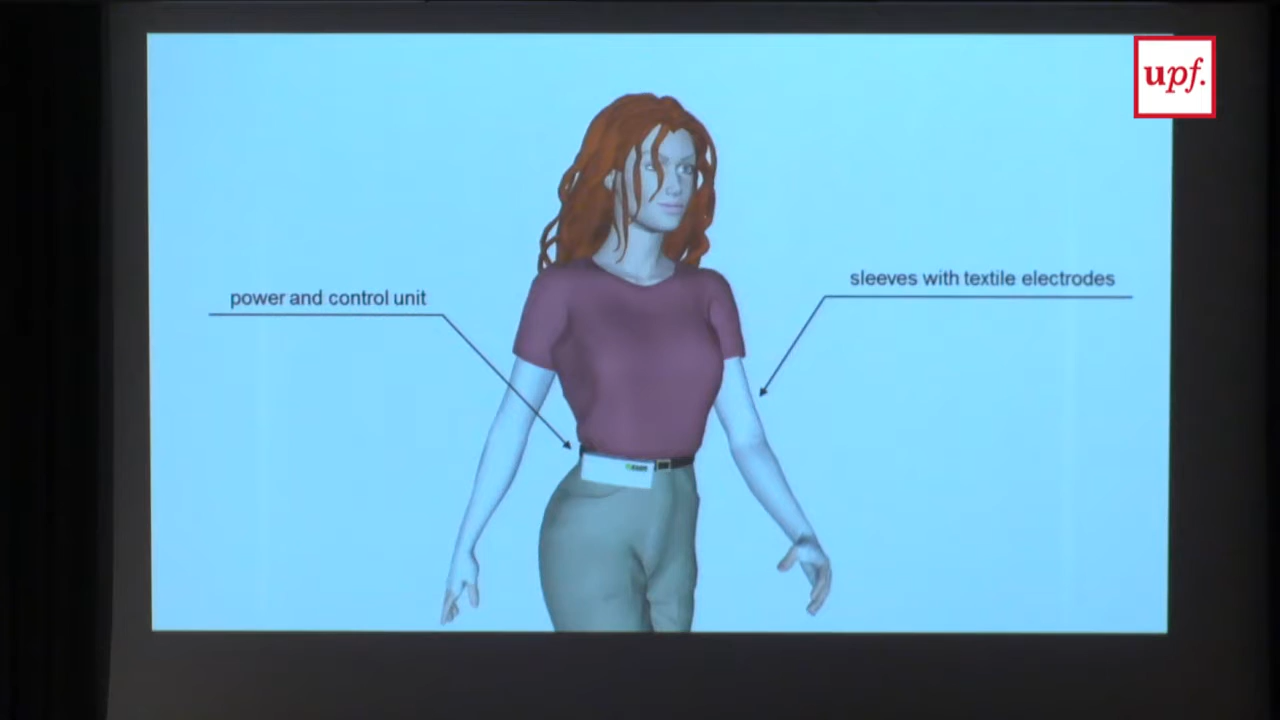 upf.
sleeves with textile electrodes
power and control unit